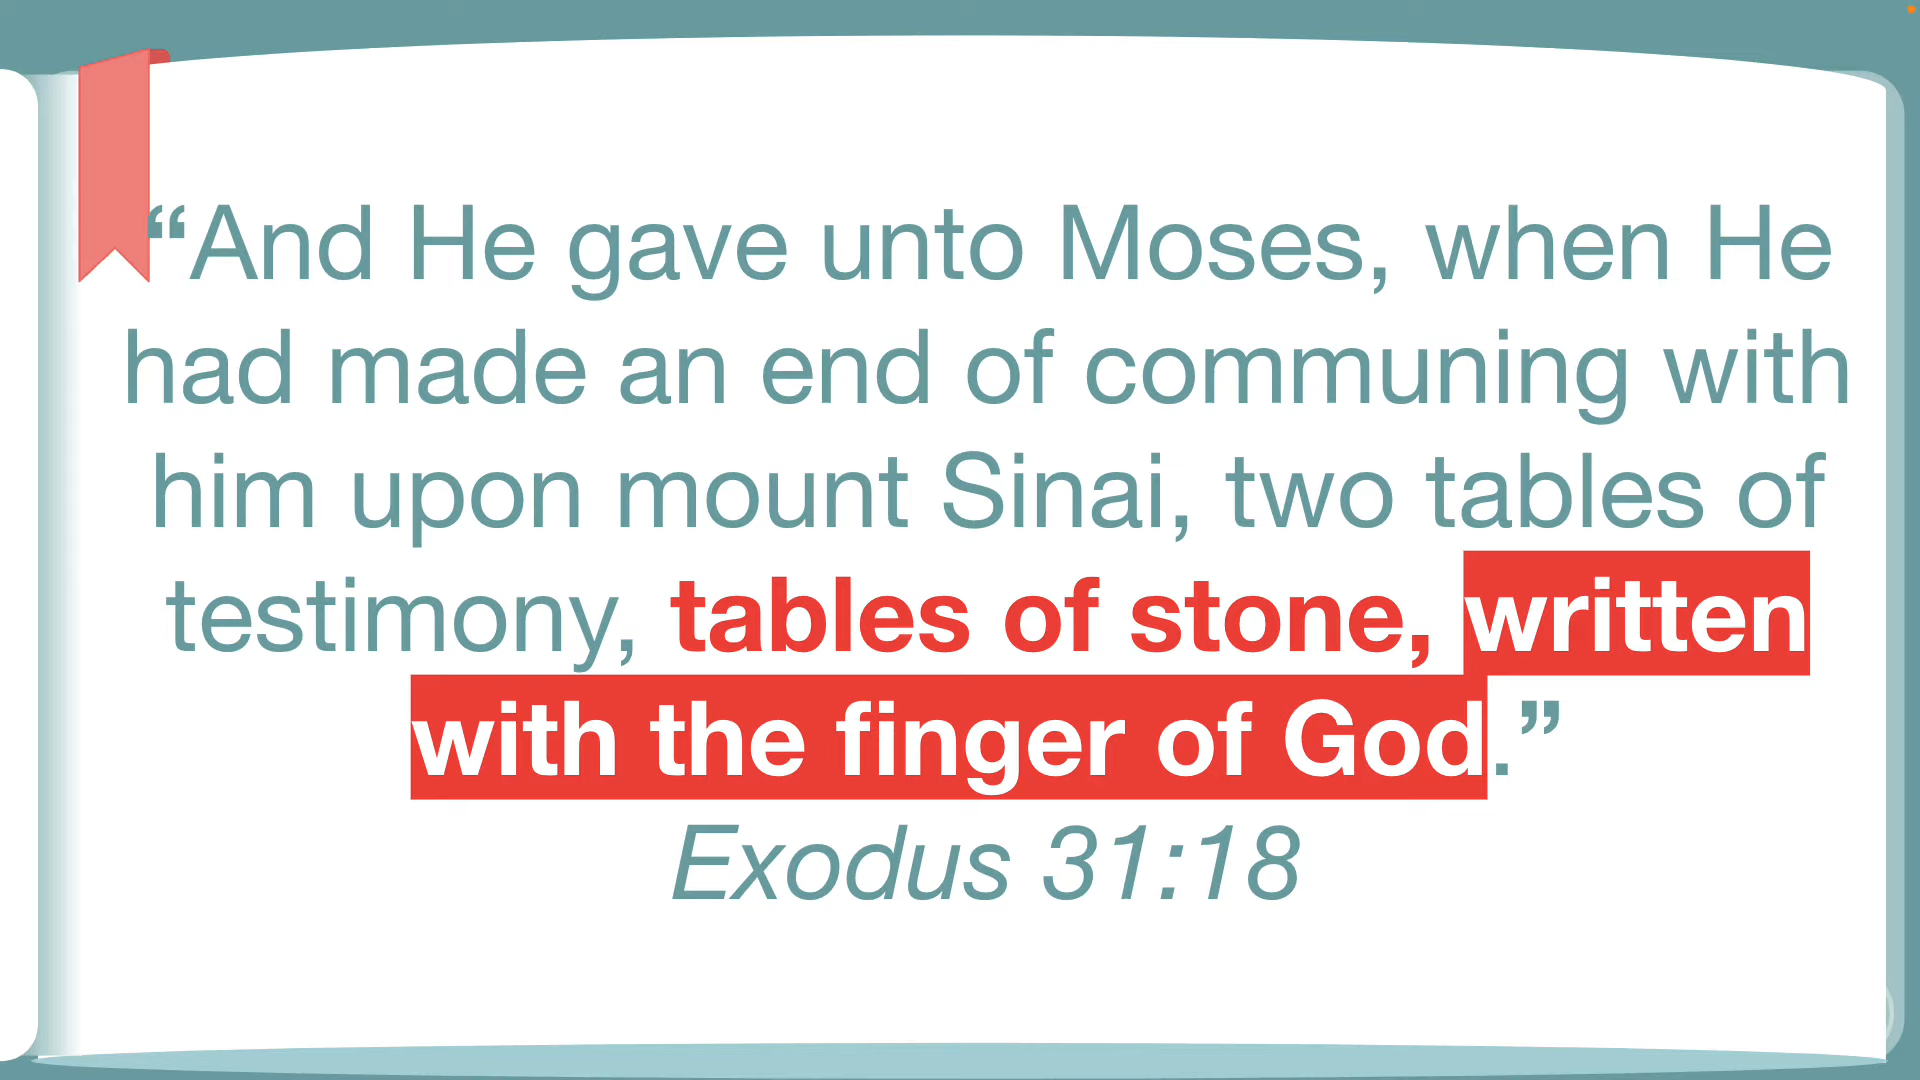 “And He gave unto Moses, when He
had made an end of communing with
him upon mount Sinai, two tables of
testimony, tables of stone, written
with the finger of God.”
Exodus 31:18